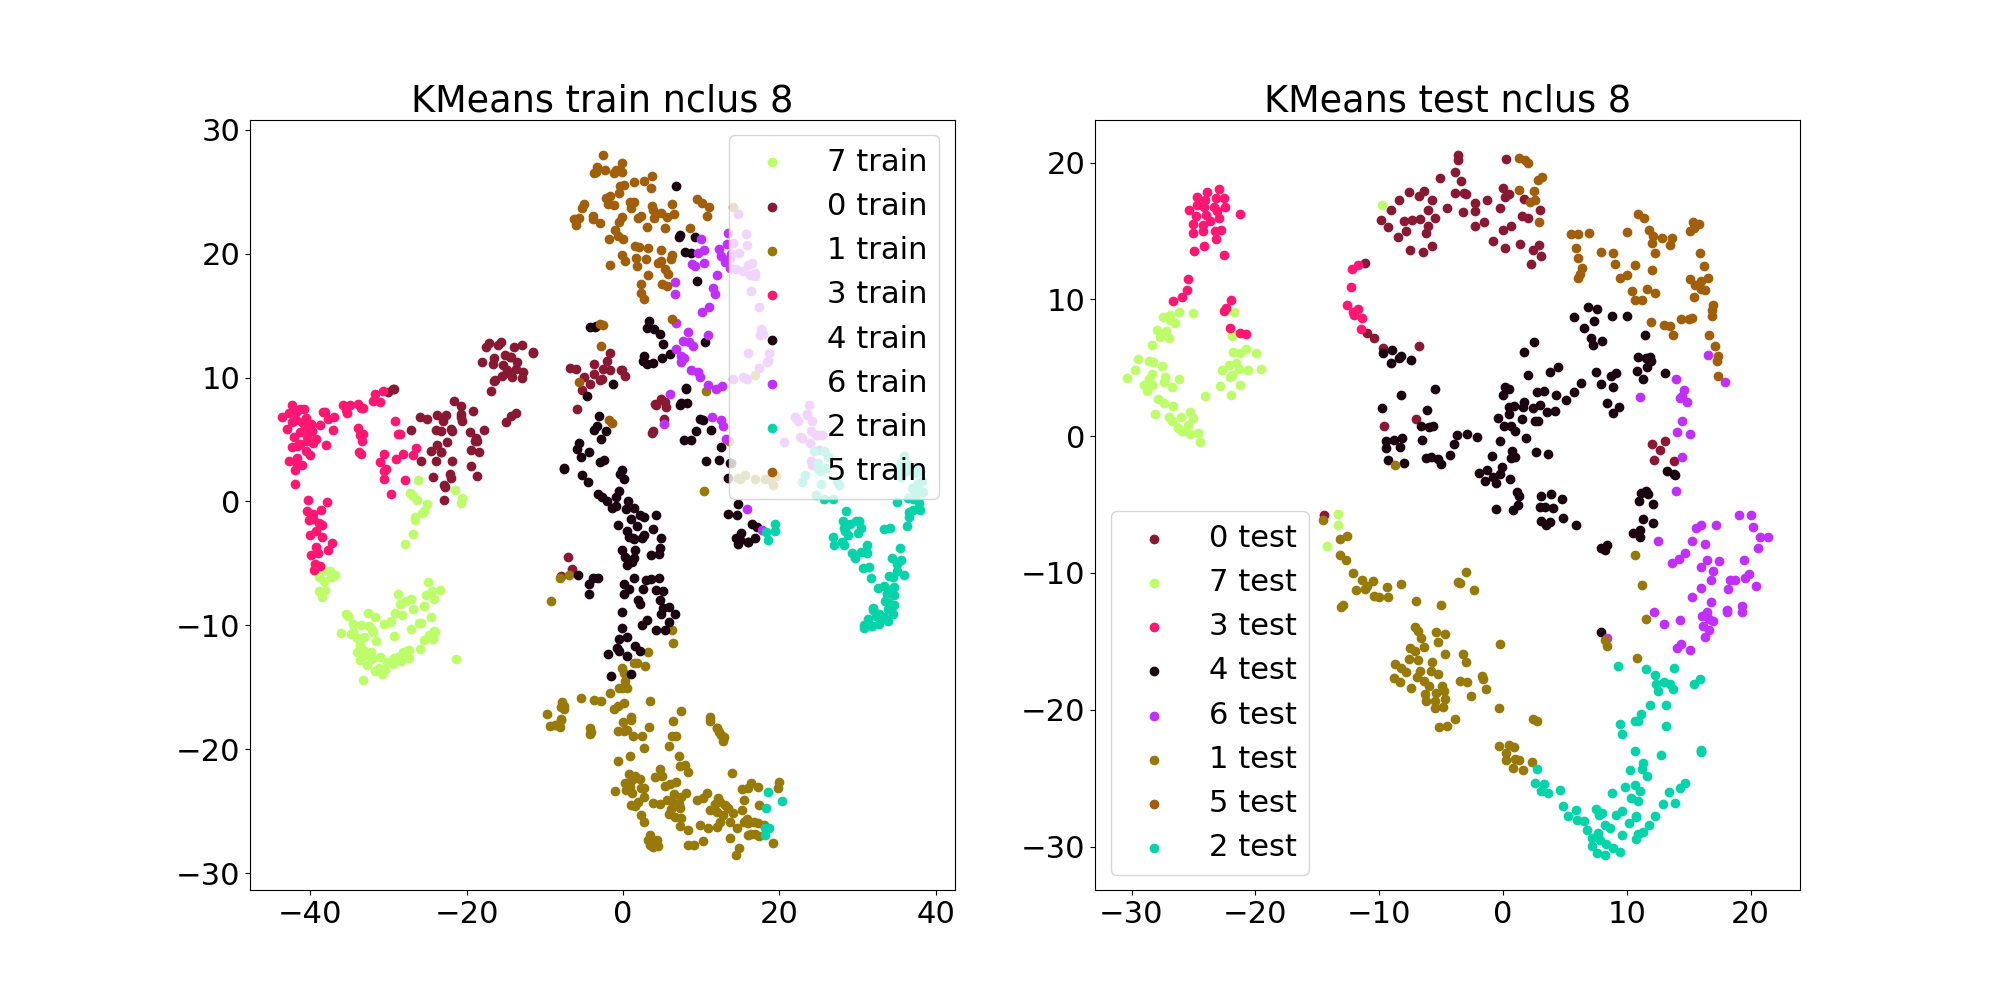 KMeans train nclus 8
30
20
10
0
−10
−20
−30
−40
−20
0
20
40
7 train
0 train
1 train
3 train
4 train
6 train
2 train
5 train
KMeans test nclus 8
20
10
0
−10
−20
−30
−30
−20
−10
0
10
20
0 test
7 test
3 test
4 test
6 test
1 test
5 test
2 test